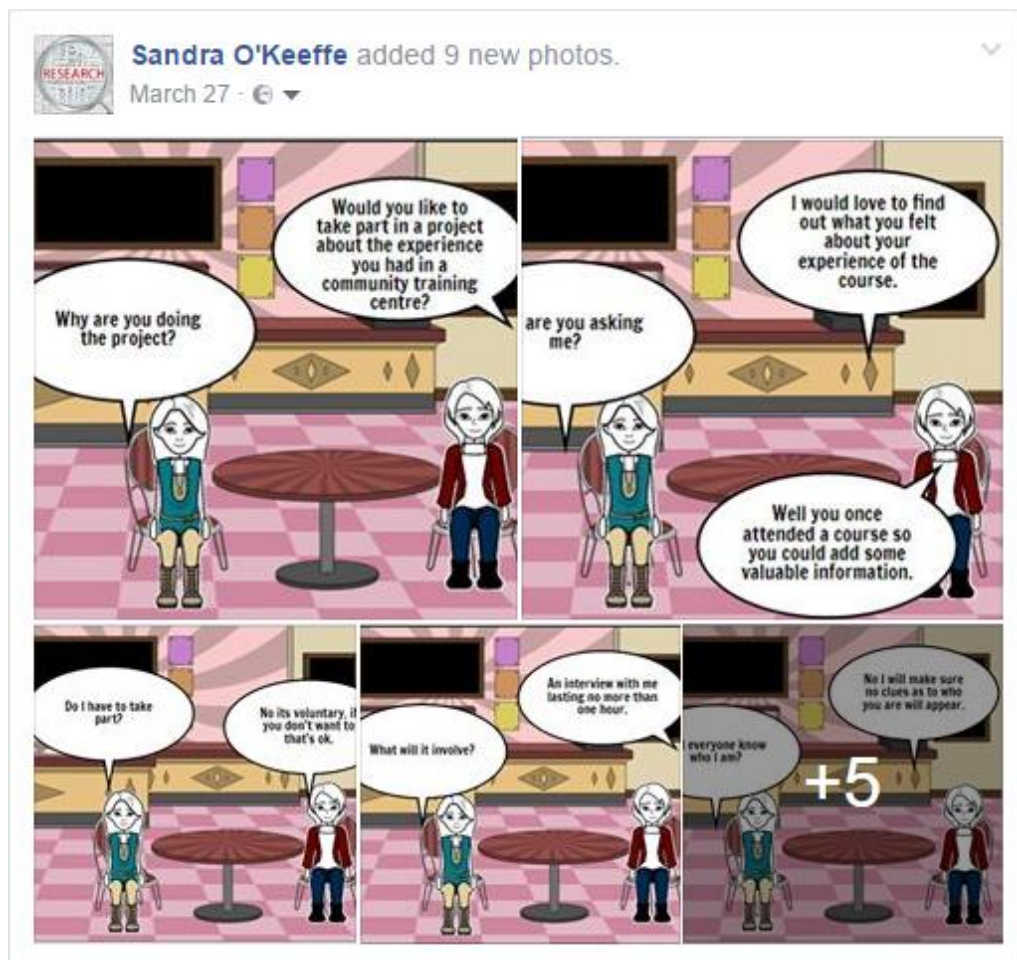 RESEARCH
Sandra O'Keeffe added 9 new photos.
March 27
Would you like to
take part in a project
about the experience
you had in a
community training
centre?
Why are you doing
the project?
I would love to find
out what you felt
about your
experience of the
course.
are you asking
me?
Well you once
attended a course so
you could add some
valuable information.
Do I have to take
part?
No its voluntary, if
you don't want to
that's ok.
An interview with me
lasting no more than
one hour.
What will it involve?
No I will make sure
no clues as to who
you are will appear.
everyone know
who I am?
+5